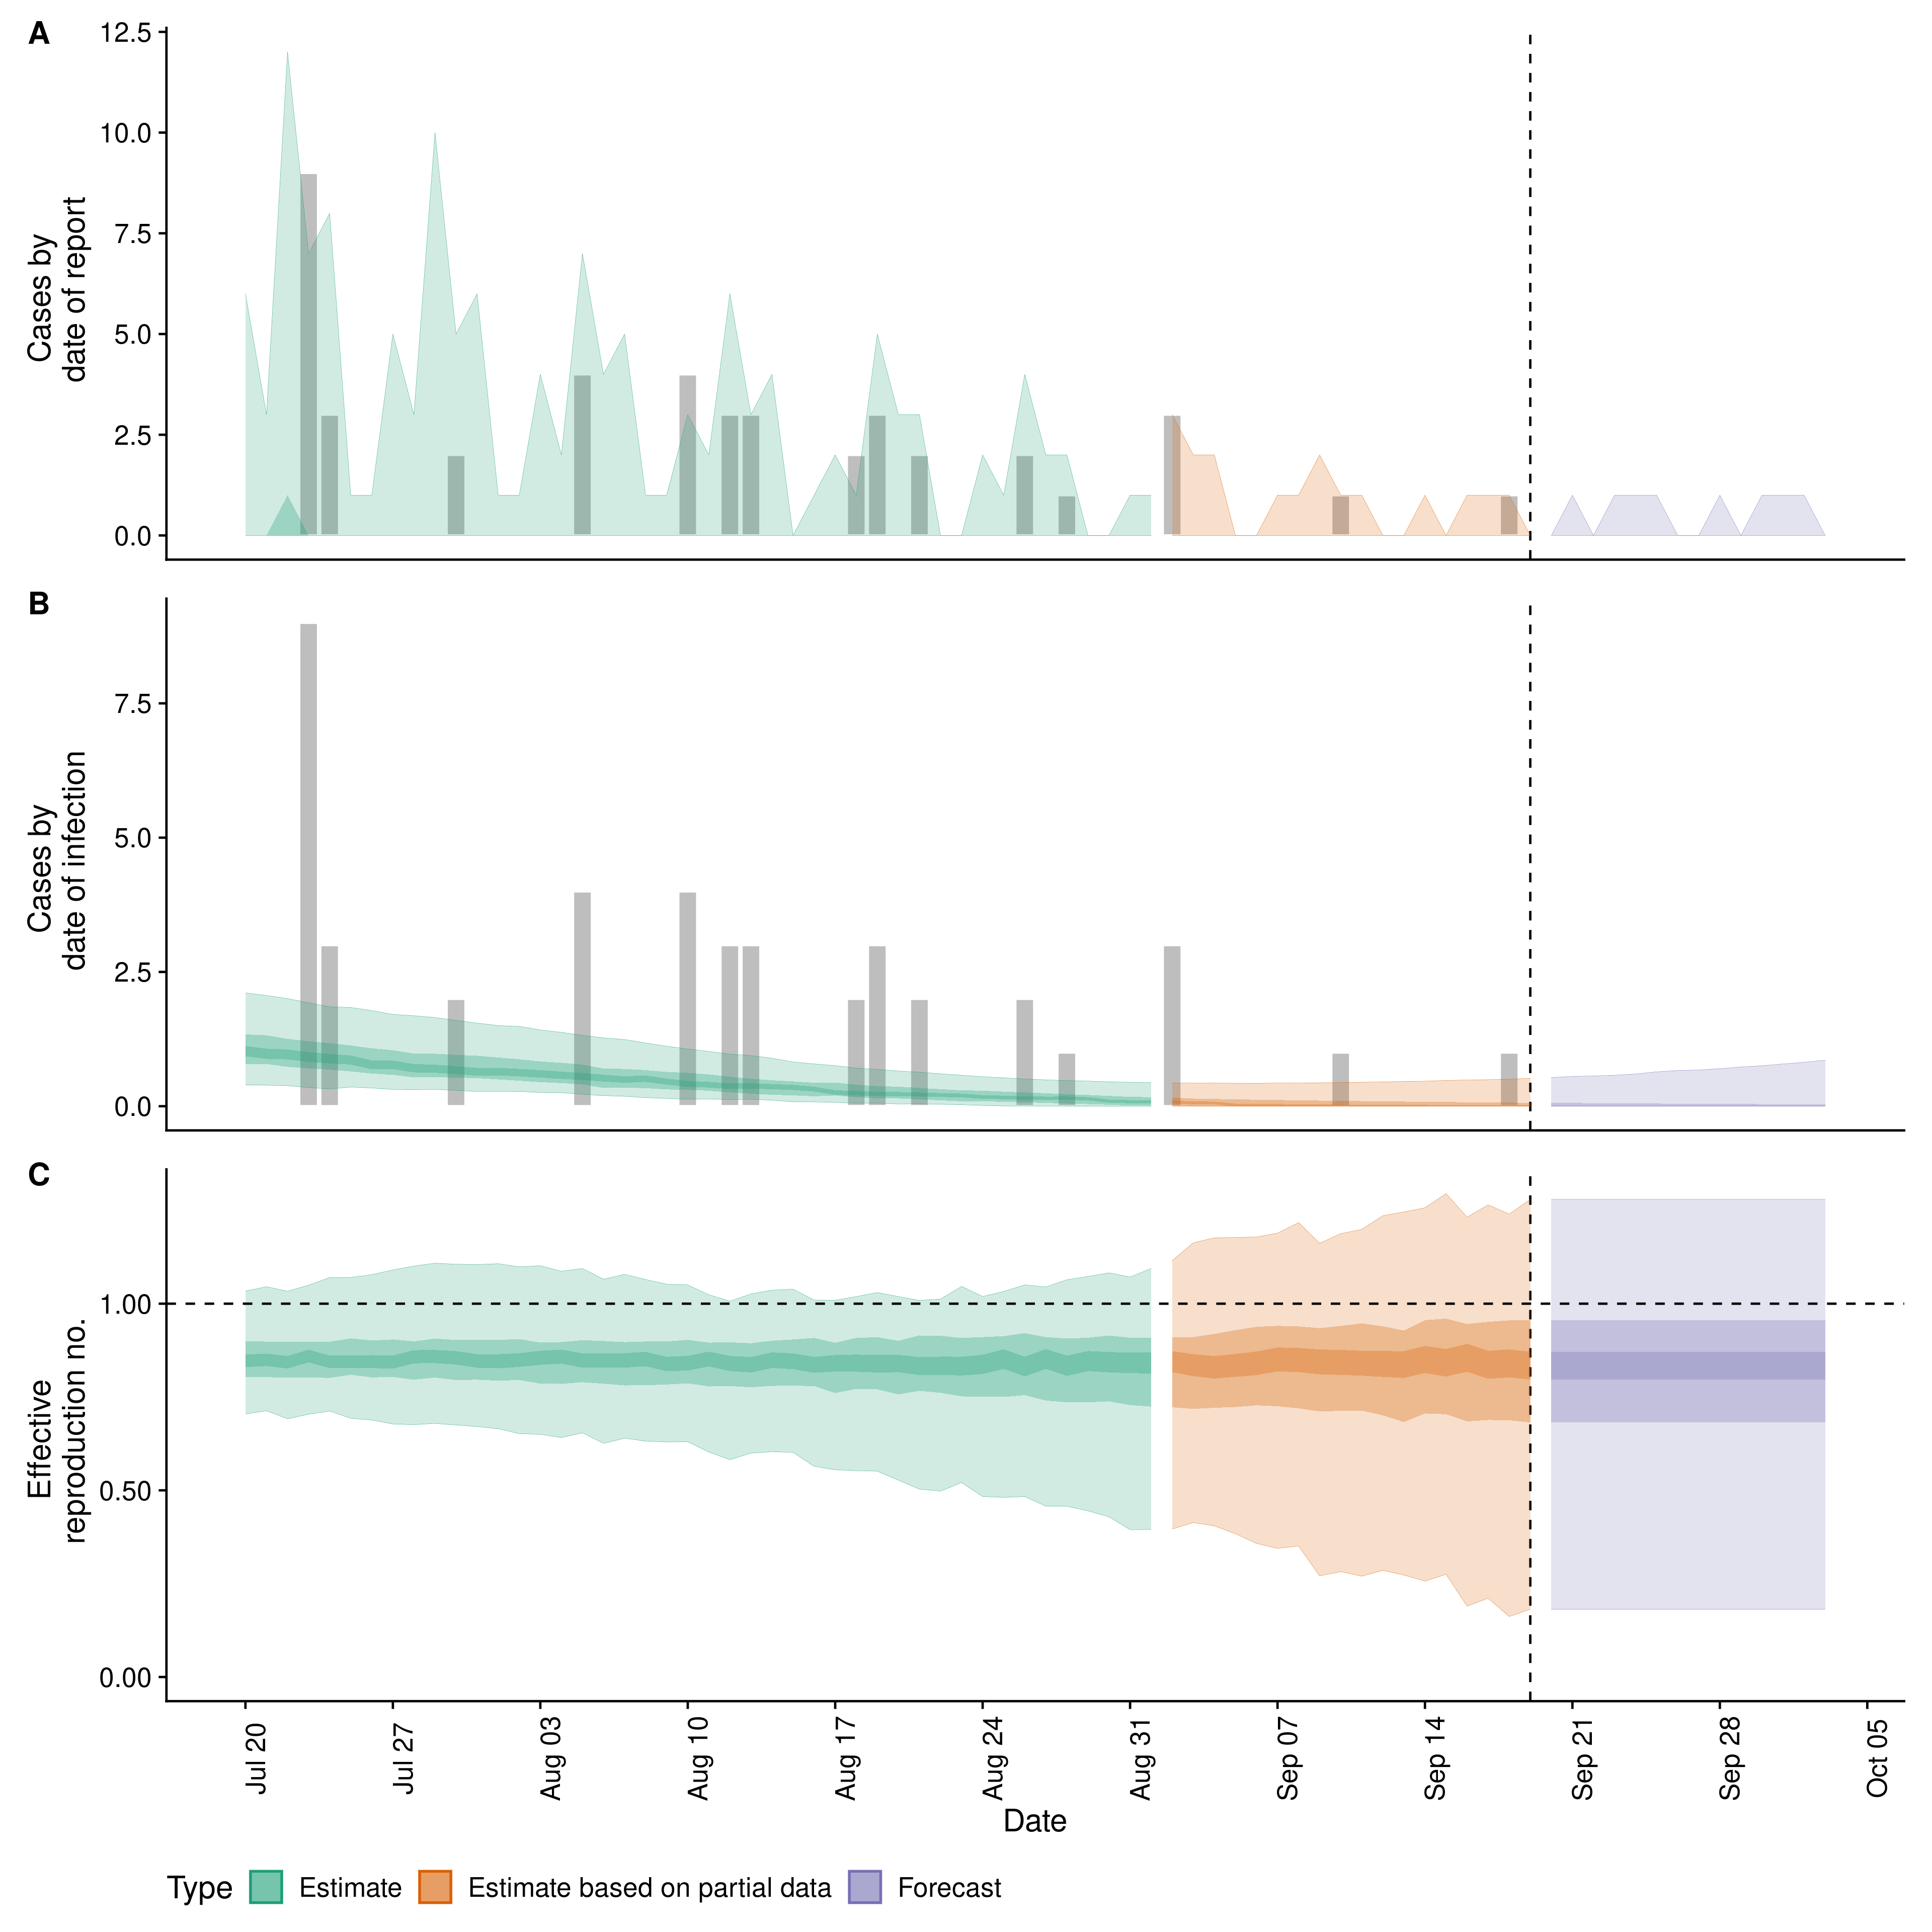 A
12.5
10.0
7.5
5.0
2.5
0.0
Cases by
date of report
B
7.5
5.0
2.5
0.0
Cases by
date of infection
C
1.00
0.50
0.00
Effective
reproduction no.
Jul 20
Jul 27
Aug 03
Aug 10
Aug 17
Aug 24
Aug 31
Sep 07
Sep 14
Sep 21
Sep 28
Oct 05
Date
Type
Estimate
Estimate based on partial data
Forecast